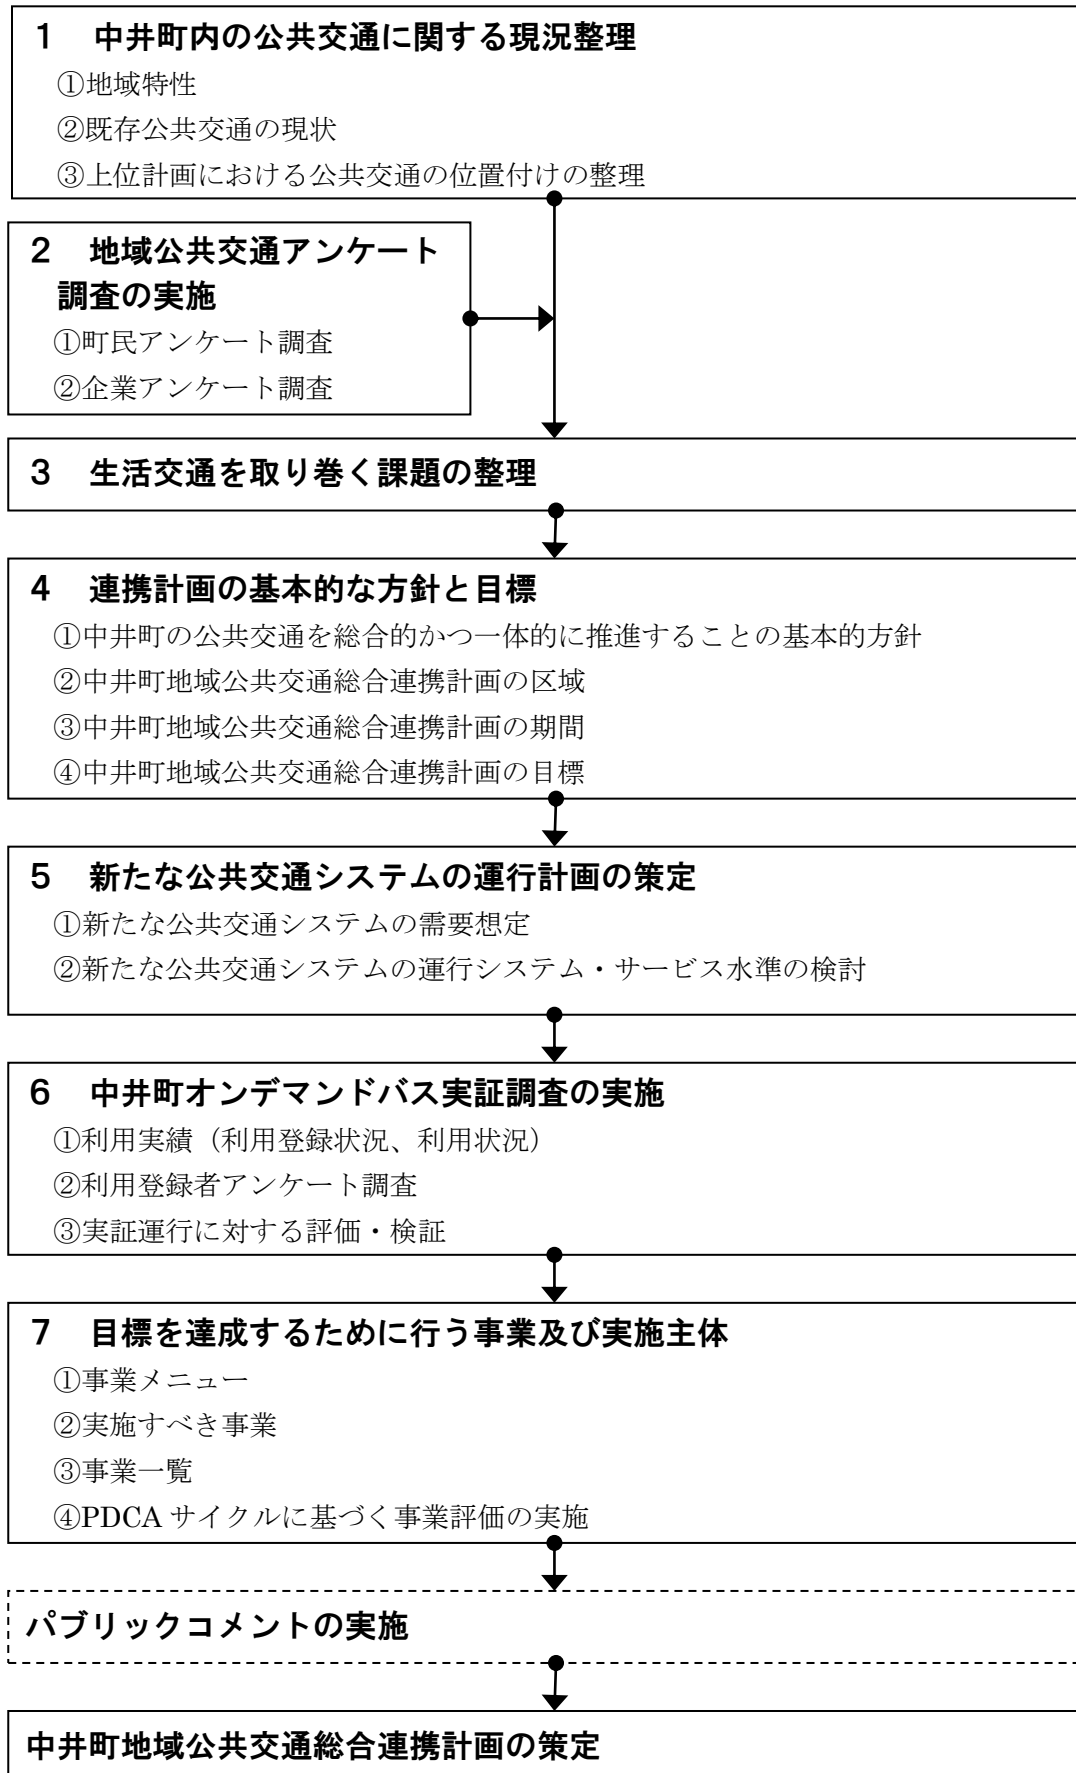 １　中井町内の公共交通に関する現況整理
①地域特性
②既存公共交通の現状
③上位計画における公共交通の位置付けの整理
２　地域公共交通アンケート
調査の実施
①町民アンケート調査
②企業アンケート調査
３　生活交通を取り巻く課題の整理
４　連携計画の基本的な方針と目標
①中井町の公共交通を総合的かつ一体的に推進することの基本的方針
②中井町地域公共交通総合連携計画の区域
③中井町地域公共交通総合連携計画の期間
④中井町地域公共交通総合連携計画の目標
５　新たな公共交通システムの運行計画の策定
①新たな公共交通システムの需要想定
②新たな公共交通システムの運行システム・サービス水準の検討
６　中井町オンデマンドバス実証調査の実施
①利用実績（利用登録状況、利用状況）
②利用登録者アンケート調査
③実証運行に対する評価・検証
７　目標を達成するために行う事業及び実施主体
①事業メニュー
②実施すべき事業
③事業一覧
④PDCA サイクルに基づく事業評価の実施
パブリックコメントの実施
中井町地域公共交通総合連携計画の策定